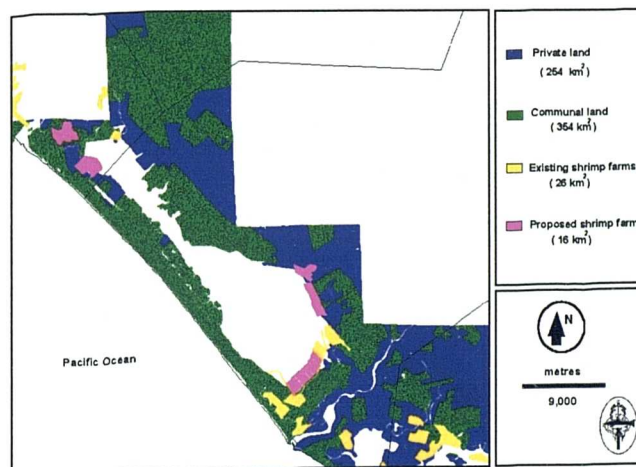 Private land
(254 km²)
Communal land
(354 km²)
Existing shrimp farms
(26 km²)
Proposed shrimp farm
(16 km²)
Pacific Ocean
N
metres
9,000